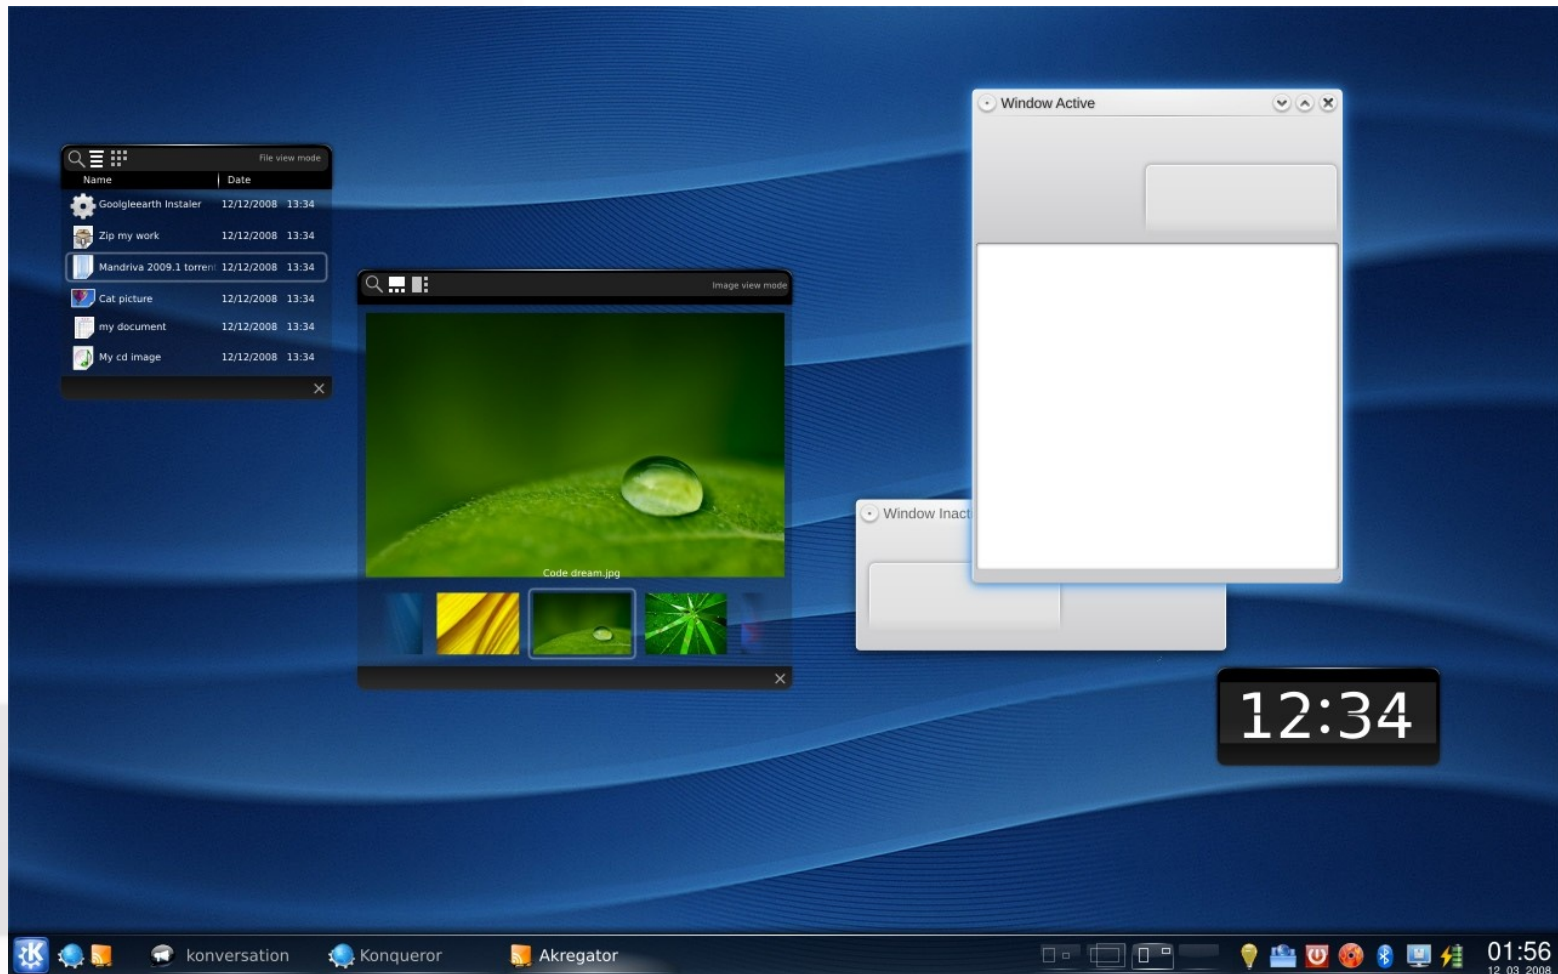 File view mode
Name Date
Goolgleearth Instaler 12/12/2008 13:34
Zip my work 12/12/2008 13:34
Mandriva 2009.1 torrent 12/12/2008 13:34
Cat picture 12/12/2008 13:34
my document 12/12/2008 13:34
My cd image 12/12/2008 13:34
Image view mode
Code dream.jpg
Window Active
Window Inact
12:34
konversation Konqueror Akregator
01:56
12 03 2008